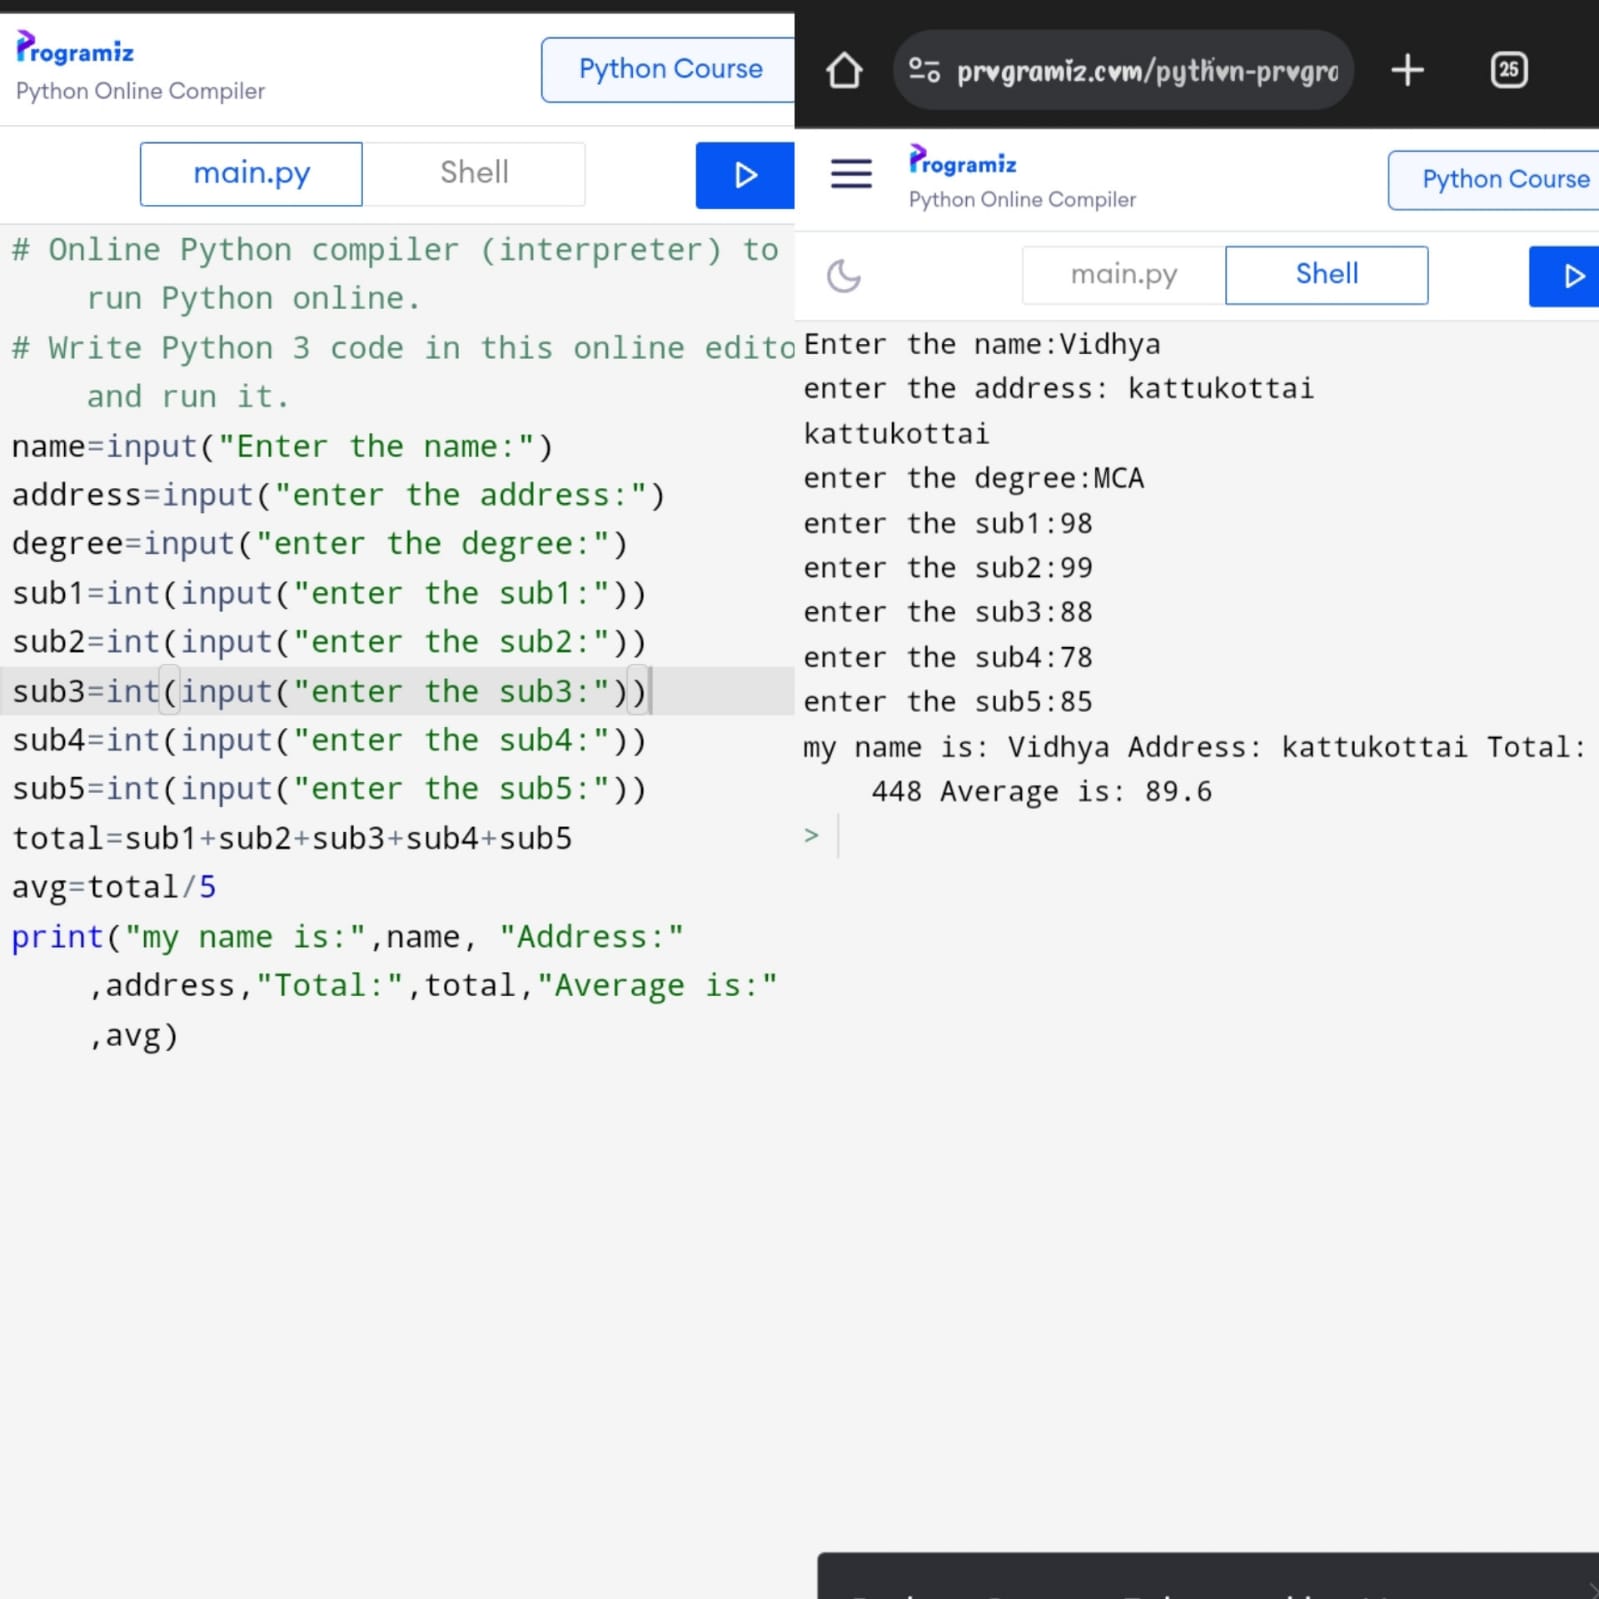 Programiz
Python Online Compiler
Python Course
main.py
Shell
# Online Python compiler (interpreter) to
run Python online.
# Write Python 3 code in this online edito
and run it.
name=input("Enter the name:")
address=input("enter the address:")
degree=input("enter the degree:")
sub1=int(input("enter the sub1:"))
sub2=int(input("enter the sub2:"))
sub3=int(input("enter the sub3:"))
sub4=int(input("enter the sub4:"))
sub5=int(input("enter the sub5:"))
total=sub1+sub2+sub3+sub4+sub5
avg=total/5
print("my name is:",name, "Address:"
,address,"Total:",total,"Average is:"
,avg)
programiz.com/python-progra
25
Programiz
Python Online Compiler
Python Course
main.py
Shell
Enter the name:Vidhya
enter the address: kattukottai
kattukottai
enter the degree:MCA
enter the sub1:98
enter the sub2:99
enter the sub3:88
enter the sub4:78
enter the sub5:85
my name is: Vidhya Address: kattukottai Total:
448 Average is: 89.6
>